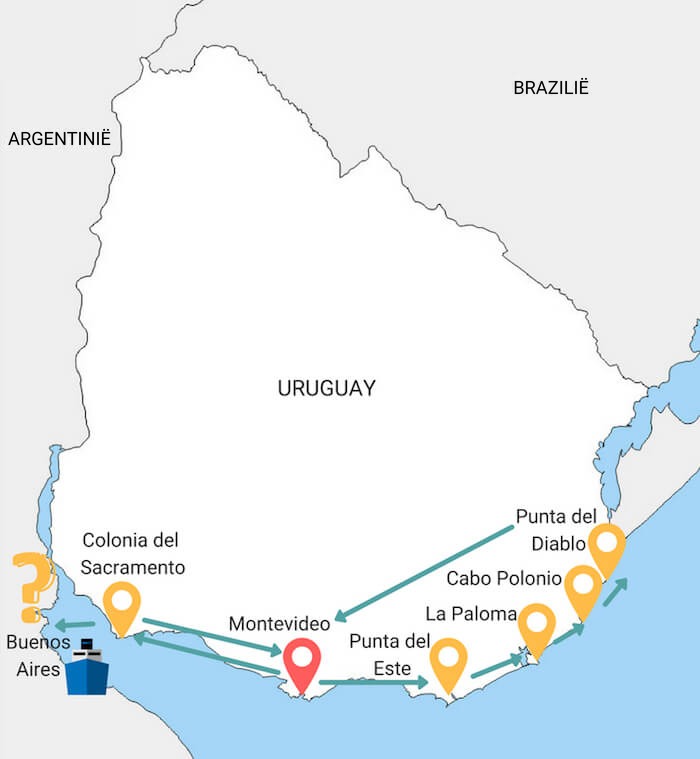 BRAZILIË
ARGENTINIË
URUGUAY
Punta del
Diablo
Colonia del
Sacramento
Cabo Polonio
?
La Paloma
Montevideo
Punta del
Este
Buenos
Aires